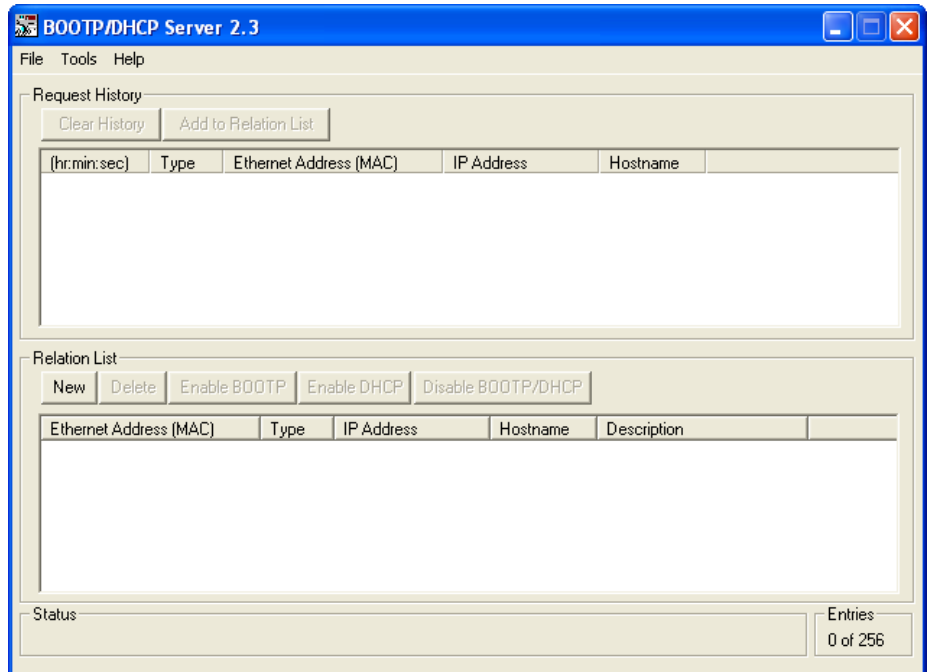 BOOTP/DHCP Server 2.3
File Tools Help
Request History
Clear History Add to Relation List
(hr:min:sec) Type Ethernet Address (MAC) IP Address Hostname
Relation List
New Delete Enable BOOTP Enable DHCP Disable BOOTP/DHCP
Ethernet Address (MAC) Type IP Address Hostname Description
Status Entries
0 of 256